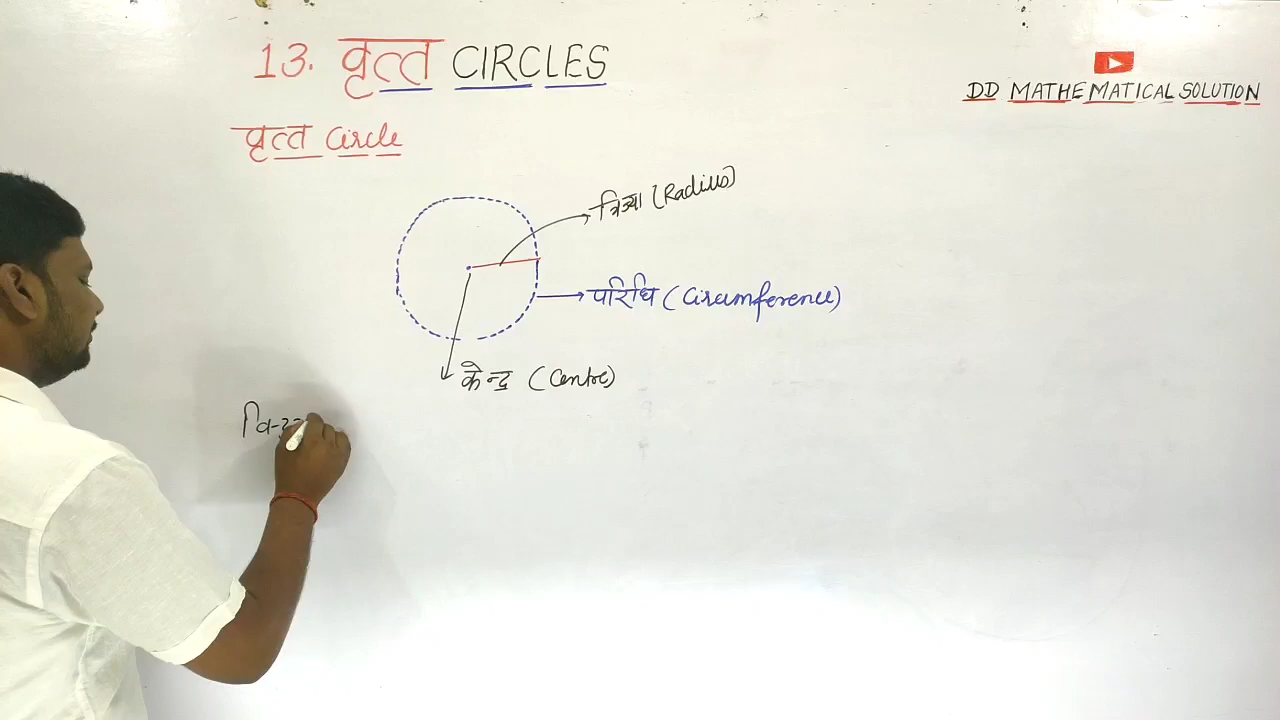 13. वृत्त CIRCLES
DD MATHEMATICAL SOLUTION
वृत्त Circle
त्रिज्या (Radius)
परिधि (Circumference)
केन्द्र (Centre)